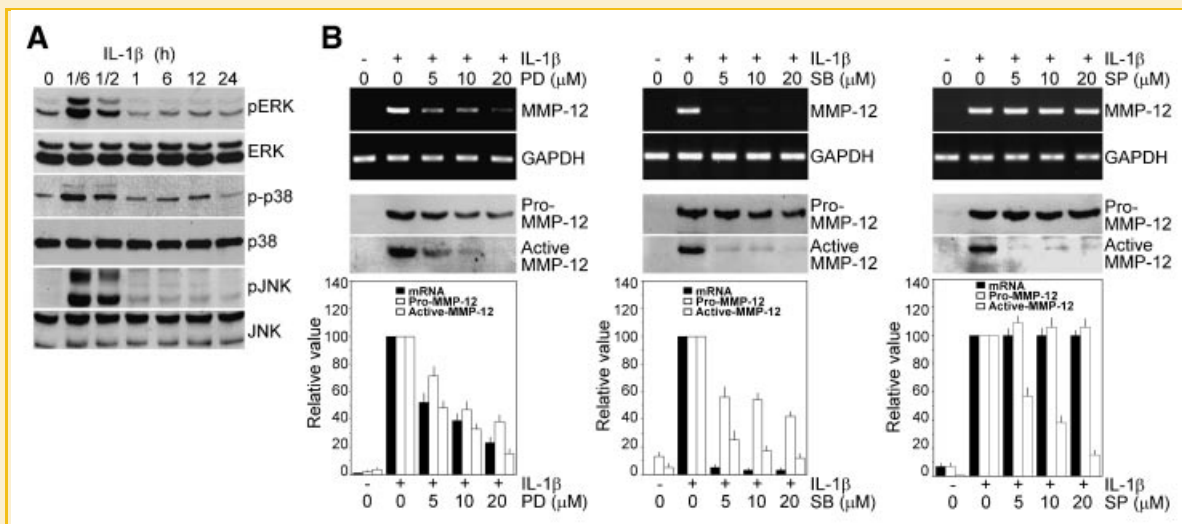 A
IL-1β (h)
0 1/6 1/2 1 6 12 24
pERK
ERK
p-p38
p38
pJNK
JNK
B
- + + + + IL-1β
0 0 5 10 20 PD (μM)
MMP-12
GAPDH
Pro-
MMP-12
Active
MMP-12
140
120
100
80
60
40
20
0
Relative value
mRNA
Pro-MMP-12
Active-MMP-12
- + + + + IL-1β
0 0 5 10 20 PD (μM)
- + + + + IL-1β
0 0 5 10 20 SB (μM)
MMP-12
GAPDH
Pro-
MMP-12
Active
MMP-12
140
120
100
80
60
40
20
0
Relative value
mRNA
Pro-MMP-12
Active-MMP-12
- + + + + IL-1β
0 0 5 10 20 SB (μM)
- + + + + IL-1β
0 0 5 10 20 SP (μM)
MMP-12
GAPDH
Pro-
MMP-12
Active
MMP-12
140
120
100
80
60
40
20
0
Relative value
mRNA
Pro-MMP-12
Active-MMP-12
- + + + + IL-1β
0 0 5 10 20 SP (μM)